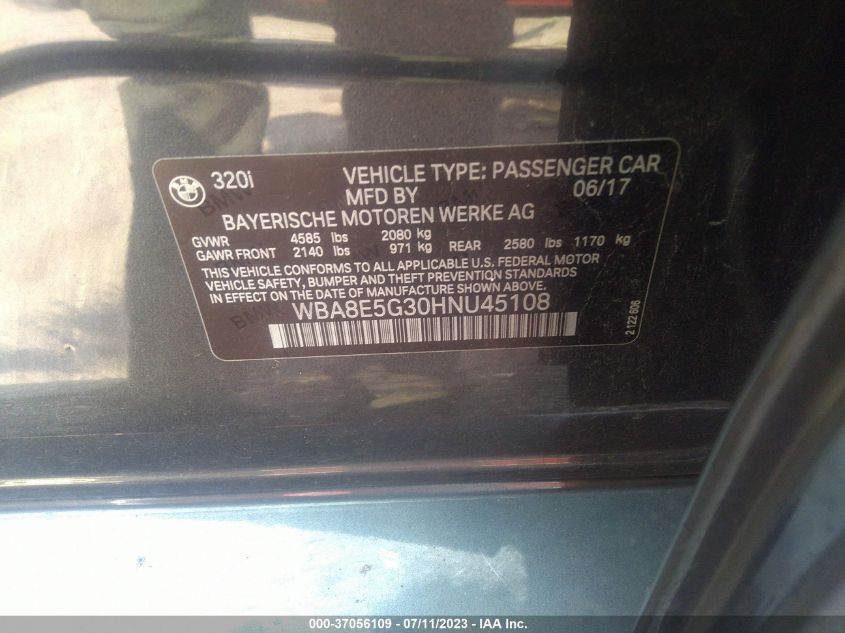 320i VEHICLE TYPE: PASSENGER CAR
MFD BY 06/17
BAYERISCHE MOTOREN WERKE AG
GVWR 4585 lbs 2080 kg
GAWR FRONT 2140 lbs 971 kg REAR 2580 lbs 1170 kg
THIS VEHICLE CONFORMS TO ALL APPLICABLE U.S. FEDERAL MOTOR
VEHICLE SAFETY, BUMPER AND THEFT PREVENTION STANDARDS
IN EFFECT ON THE DATE OF MANUFACTURE SHOWN ABOVE.
WBA8E5G30HNU45108
2 122 606
000-37056109 - 07/11/2023 - IAA Inc.